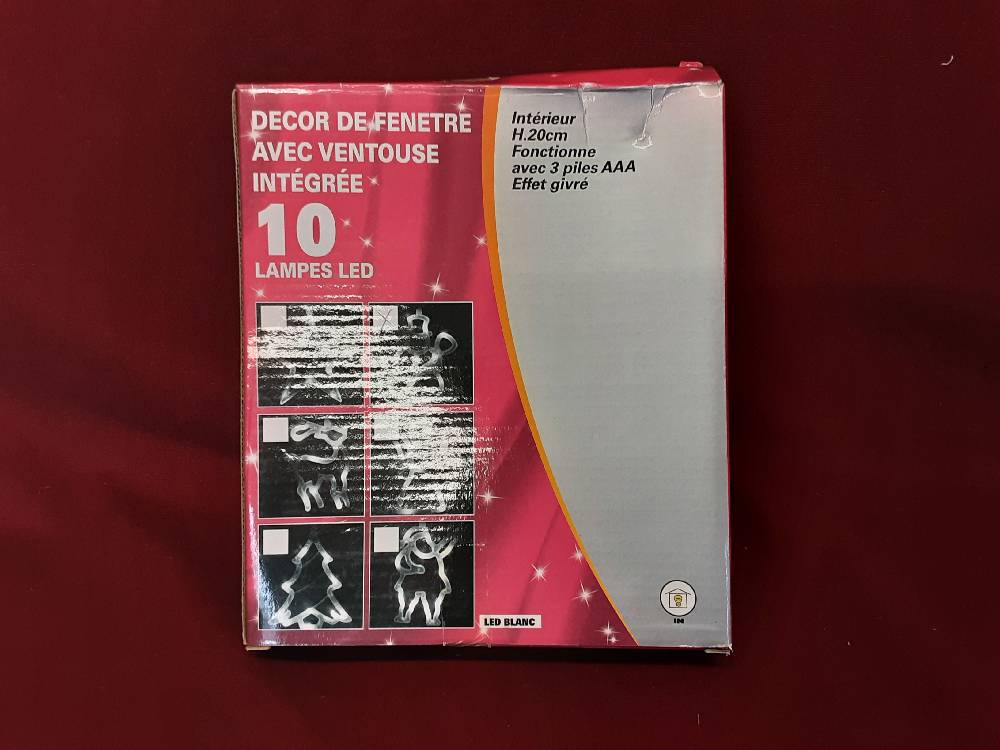 DECOR DE FENETRE
AVEC VENTOUSE
INTÉGRÉE
10
LAMPES LED
Intérieur
H.20cm
Fonctionne
avec 3 piles AAA
Effet givré
LED BLANC